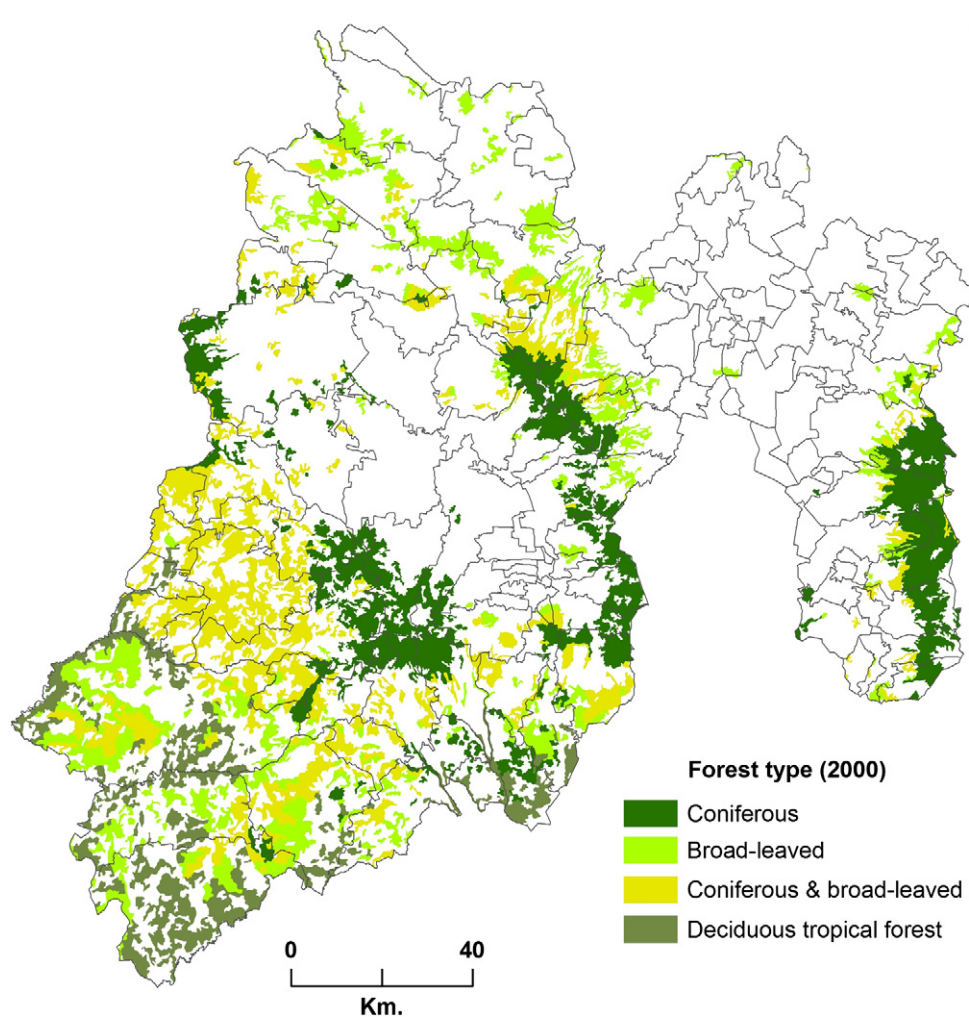 Forest type (2000)
Coniferous
Broad-leaved
Coniferous & broad-leaved
Deciduous tropical forest
0 40
Km.